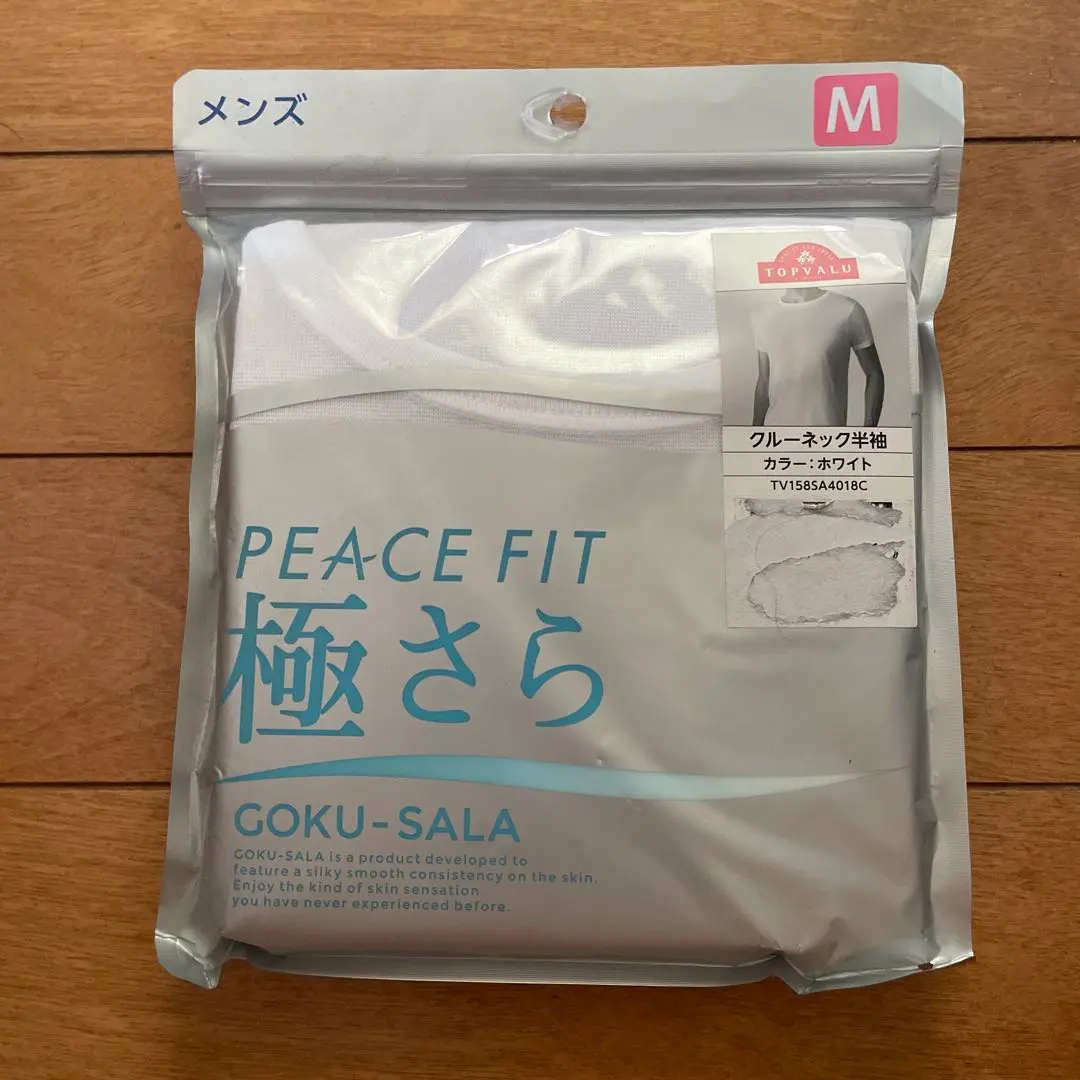 メンズ
M
TOPVALU
クルーネック半袖
カラー：ホワイト
TV158SA4018C
PEACE FIT
極さら
GOKU-SALA
GOKU-SALA is a product developed to
feature a silky smooth consistency on the skin.
Enjoy the kind of skin sensation
you have never experienced before.